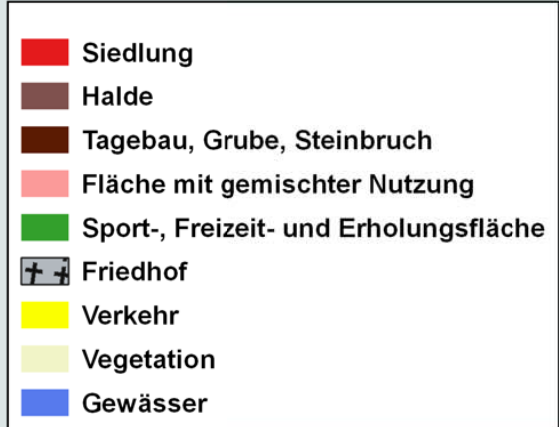 Siedlung
Halde
Tagebau, Grube, Steinbruch
Fläche mit gemischter Nutzung
Sport-, Freizeit- und Erholungsfläche
Friedhof
Verkehr
Vegetation
Gewässer